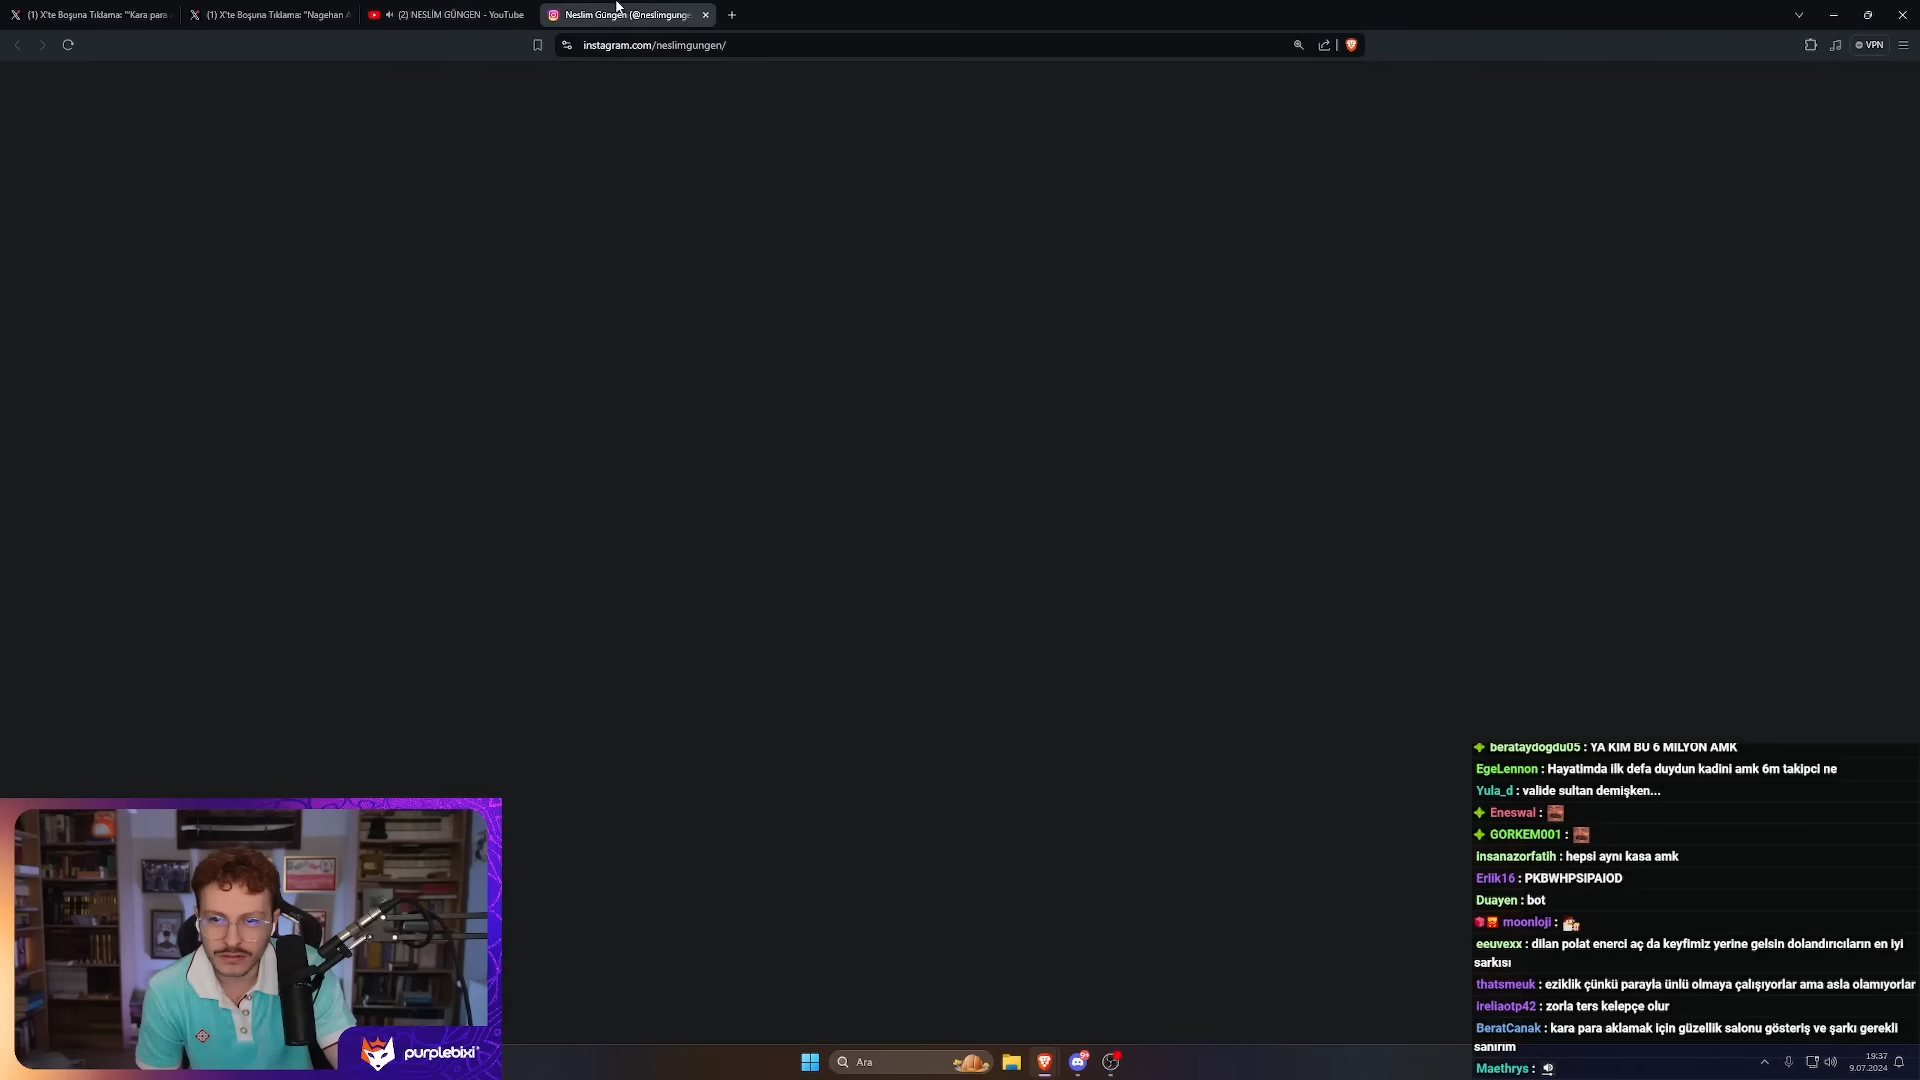 (1) X'te Boşuna Tıklama: "'Kara para
(1) X'te Boşuna Tıklama: "Nagehan A
(2) NESLİM GÜNGEN - YouTube
Neslim Güngen (@neslimgunge
instagram.com/neslimgungen/
VPN
berataydogdu05 : YA KIM BU 6 MILYON AMK
EgeLennon : Hayatimda ilk defa duydun kadini amk 6m takipci ne
Yula_d : valide sultan demişken...
Eneswal :
GORKEM001 :
insanazorfatih : hepsi aynı kasa amk
Erlik16 : PKBWHPSIPAIOD
Duayen : bot
moonloji :
eeuvexx : dilan polat enerci aç da keyfimiz yerine gelsin dolandırıcıların en iyi
sarkısı
thatsmeuk : eziklik çünkü parayla ünlü olmaya çalışıyorlar ama asla olamıyorlar
ireliaotp42 : zorla ters kelepçe olur
BeratCanak : kara para aklamak için güzellik salonu gösteriş ve şarkı gerekli
sanırım
Maethrys :
purplebixi
Ara
19:37
9.07.2024